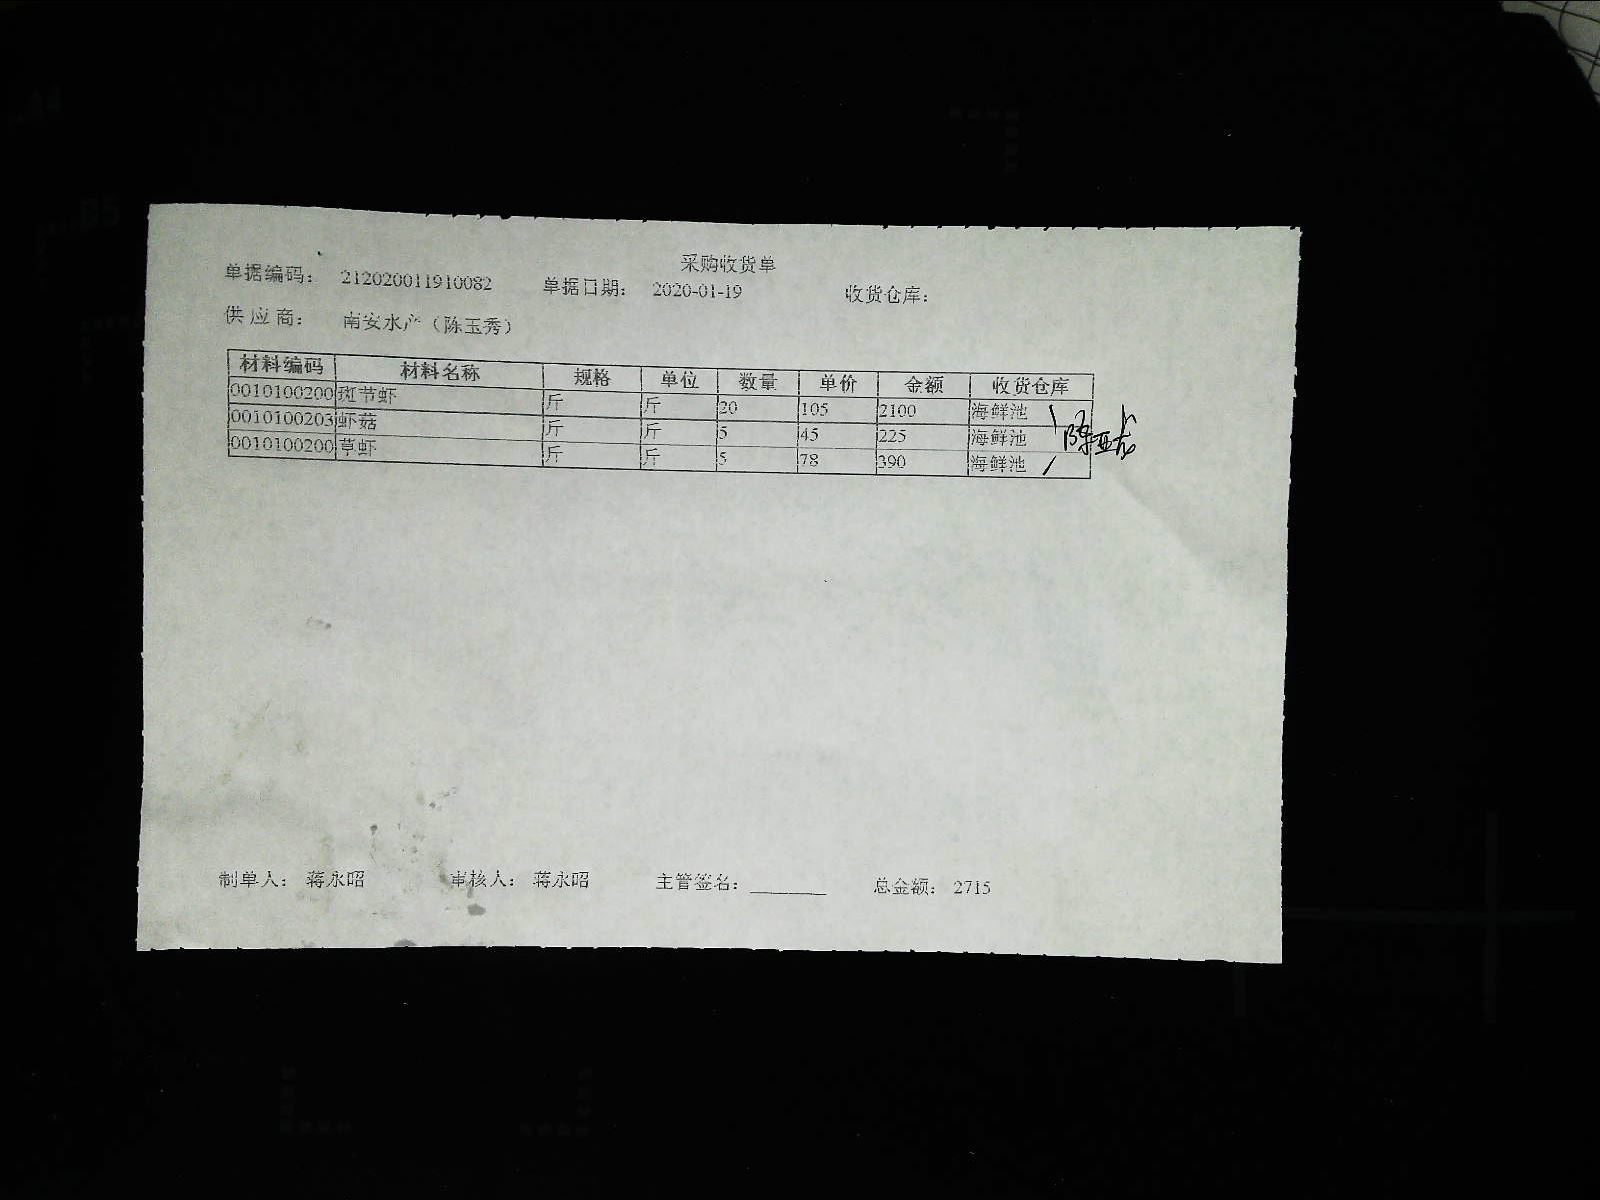 采购收货单
单据编码： 212020011910082 单据日期： 2020-01-19 收货仓库：
供应商： 南安水产（陈玉秀）
材料编码 材料名称 规格 单位 数量 单价 金额 收货仓库
0010100200 斑节虾 斤 斤 20 105 2100 海鲜池
0010100203 虾菇 斤 斤 5 45 225 海鲜池
0010100200 草虾 斤 斤 5 78 390 海鲜池
制单人： 蒋永昭 审核人： 蒋永昭 主管签名： 总金额： 2715